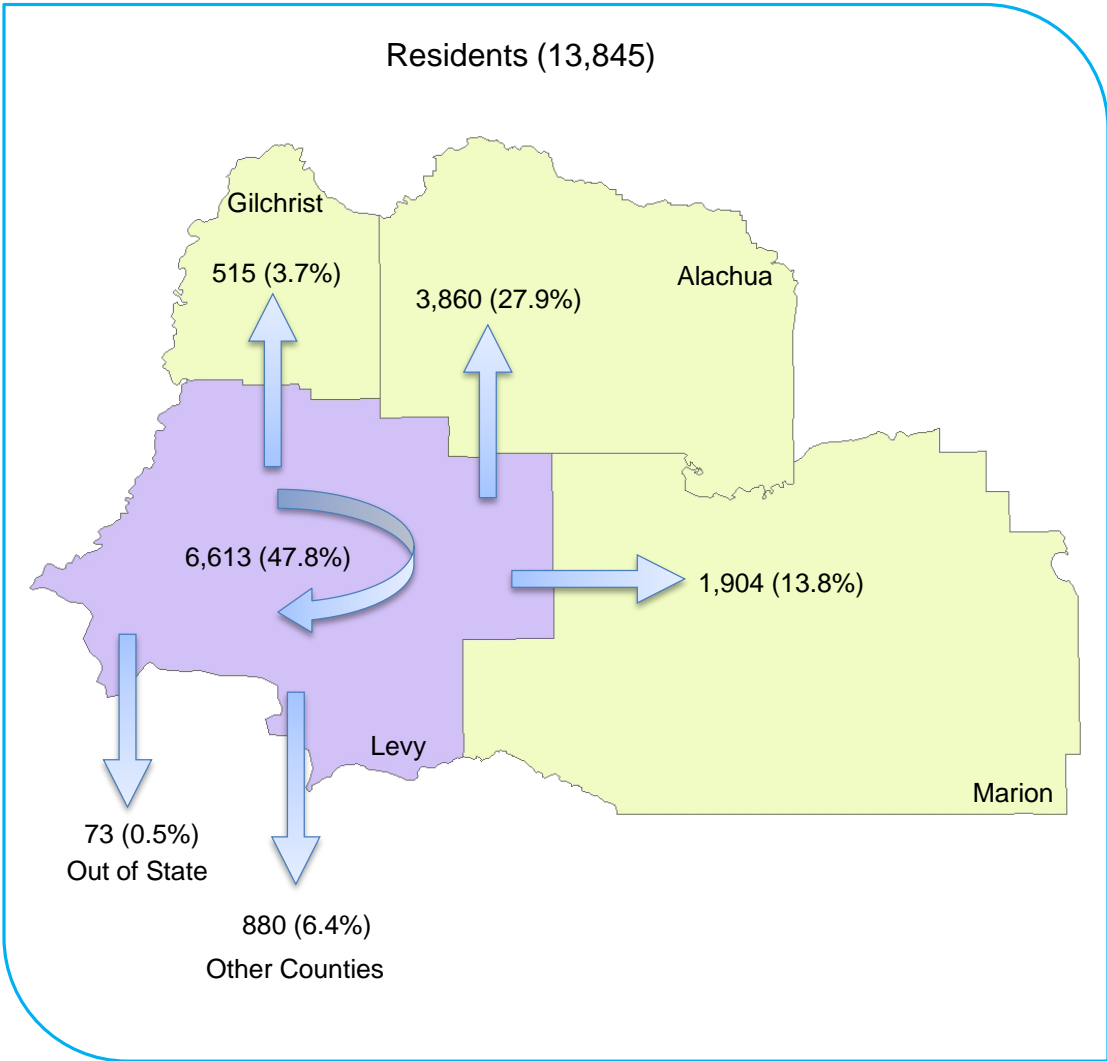 Residents (13,845)
Gilchrist
515 (3.7%)
Alachua
3,860 (27.9%)
6,613 (47.8%)
1,904 (13.8%)
Levy
Marion
73 (0.5%)
Out of State
880 (6.4%)
Other Counties